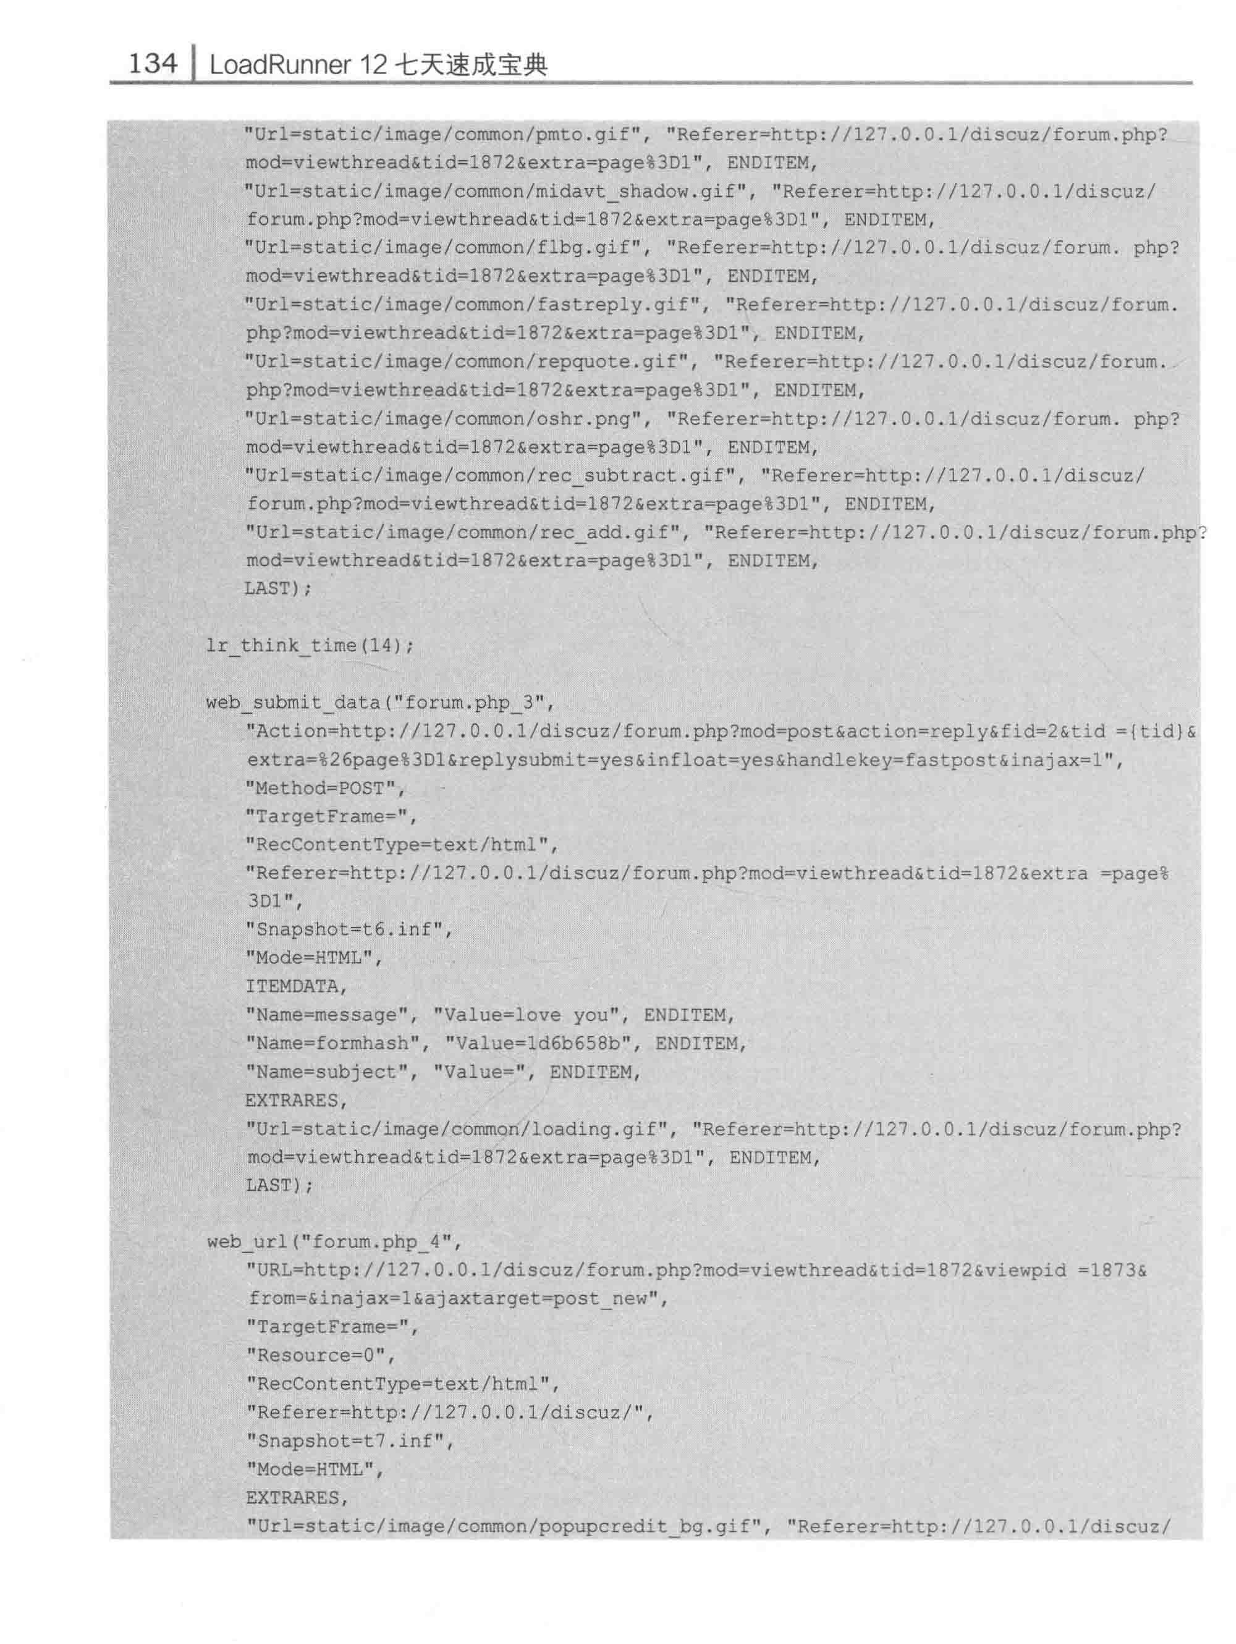 134 LoadRunner 12 七天速成宝典
"Url=static/image/common/pmto.gif", "Referer=http://127.0.0.1/discuz/forum.php?
mod=viewthread&tid=1872&extra=page%3D1", ENDITEM,
"Url=static/image/common/midavt_shadow.gif", "Referer=http://127.0.0.1/discuz/
forum.php?mod=viewthread&tid=1872&extra=page%3D1", ENDITEM,
"Url=static/image/common/flbg.gif", "Referer=http://127.0.0.1/discuz/forum. php?
mod=viewthread&tid=1872&extra=page%3D1", ENDITEM,
"Url=static/image/common/fastreply.gif", "Referer=http://127.0.0.1/discuz/forum.
php?mod=viewthread&tid=1872&extra=page%3D1", ENDITEM,
"Url=static/image/common/repquote.gif", "Referer=http://127.0.0.1/discuz/forum.
php?mod=viewthread&tid=1872&extra=page%3D1", ENDITEM,
"Url=static/image/common/oshr.png", "Referer=http://127.0.0.1/discuz/forum. php?
mod=viewthread&tid=1872&extra=page%3D1", ENDITEM,
"Url=static/image/common/rec_subtract.gif", "Referer=http://127.0.0.1/discuz/
forum.php?mod=viewthread&tid=1872&extra=page%3D1", ENDITEM,
"Url=static/image/common/rec_add.gif", "Referer=http://127.0.0.1/discuz/forum.php?
mod=viewthread&tid=1872&extra=page%3D1", ENDITEM,
LAST);
lr_think_time(14);
web_submit_data("forum.php_3",
"Action=http://127.0.0.1/discuz/forum.php?mod=post&action=reply&fid=2&tid ={tid}&
extra=%26page%3D1&replysubmit=yes&infloat=yes&handlekey=fastpost&inajax=1",
"Method=POST",
"TargetFrame=",
"RecContentType=text/html",
"Referer=http://127.0.0.1/discuz/forum.php?mod=viewthread&tid=1872&extra =page%
3D1",
"Snapshot=t6.inf",
"Mode=HTML",
ITEMDATA,
"Name=message", "Value=love you", ENDITEM,
"Name=formhash", "Value=1d6b658b", ENDITEM,
"Name=subject", "Value=", ENDITEM,
EXTRARES,
"Url=static/image/common/loading.gif", "Referer=http://127.0.0.1/discuz/forum.php?
mod=viewthread&tid=1872&extra=page%3D1", ENDITEM,
LAST);
web_url("forum.php_4",
"URL=http://127.0.0.1/discuz/forum.php?mod=viewthread&tid=1872&viewpid =1873&
from=&inajax=1&ajaxtarget=post_new",
"TargetFrame=",
"Resource=0",
"RecContentType=text/html",
"Referer=http://127.0.0.1/discuz/",
"Snapshot=t7.inf",
"Mode=HTML",
EXTRARES,
"Url=static/image/common/popupcredit_bg.gif", "Referer=http://127.0.0.1/discuz/